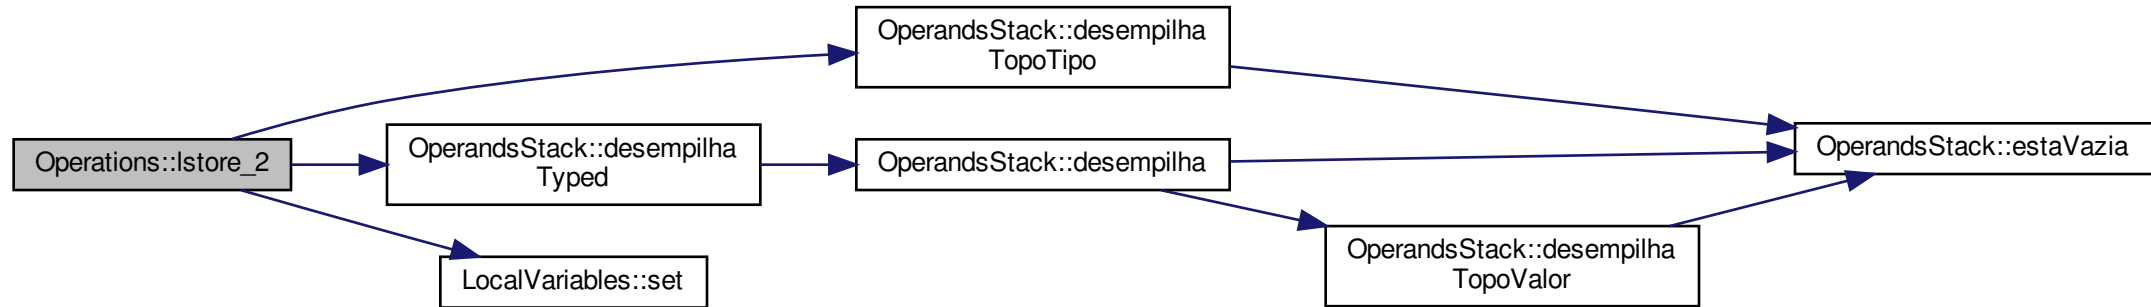 OperandsStack::desempilha
TopoTipo
Operations::lstore_2
OperandsStack::desempilha
Typed
OperandsStack::desempilha
OperandsStack::estaVazia
LocalVariables::set
OperandsStack::desempilha
TopoValor